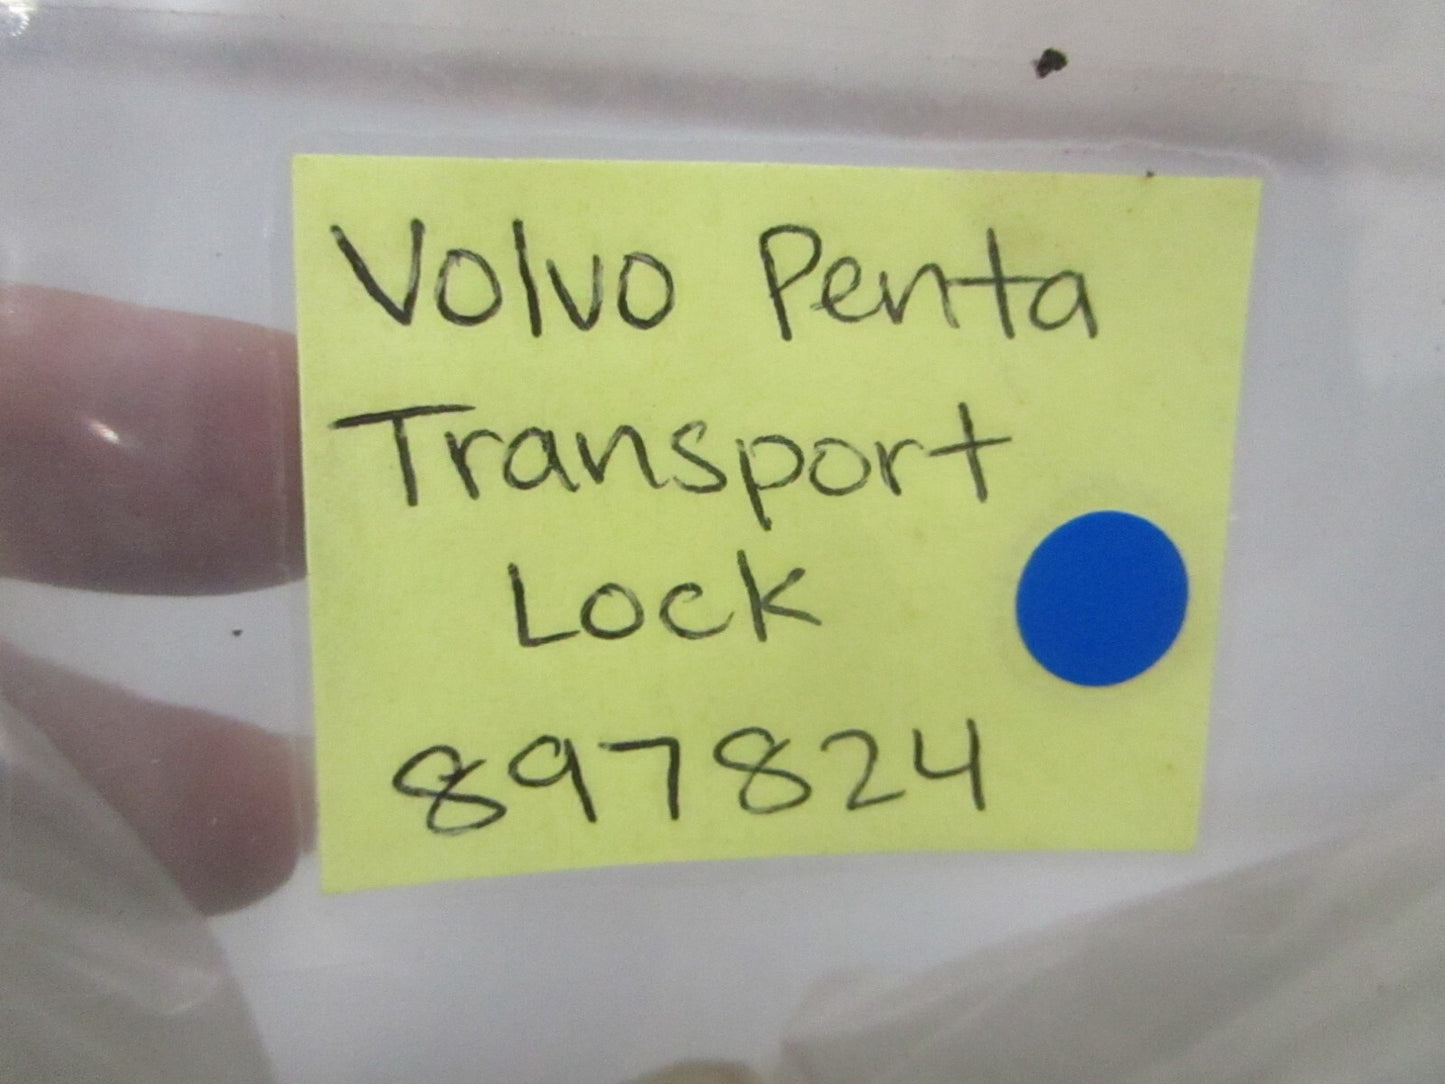 Volvo Penta
Transport
Lock
897824